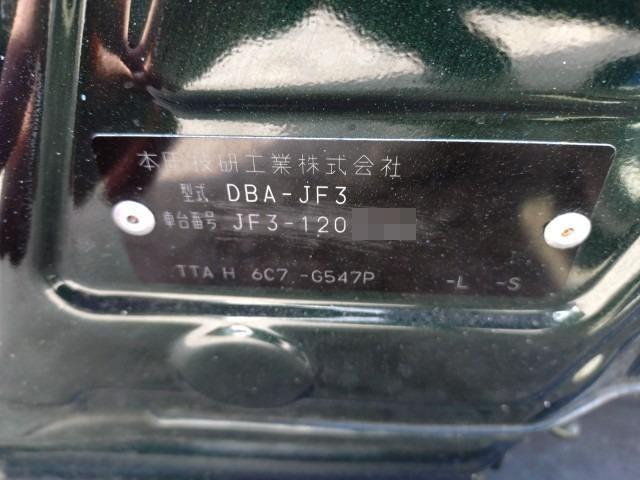 本田技研工業株式会社
型式 DBA-JF3
車台番号 JF3-120
TTA H 6C7 -G547P -L -S